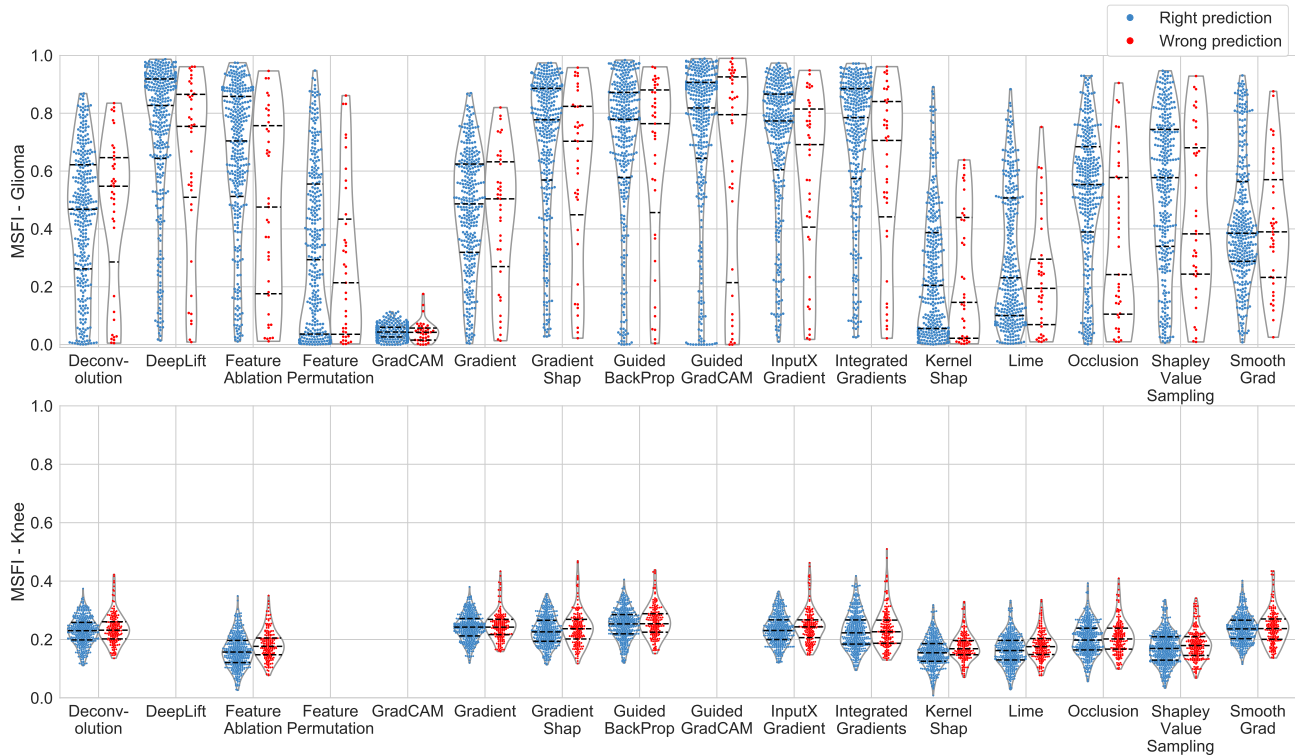 Right prediction
Wrong prediction
MSFI - Glioma
1.0
0.8
0.6
0.4
0.2
0.0
Deconv-
olution
DeepLift
Feature
Ablation
Feature
Permutation
GradCAM
Gradient
Gradient
Shap
Guided
BackProp
Guided
GradCAM
InputX
Gradient
Integrated
Gradients
Kernel
Shap
Lime
Occlusion
Shapley
Value
Sampling
Smooth
Grad
MSFI - Knee
1.0
0.8
0.6
0.4
0.2
0.0
Deconv-
olution
DeepLift
Feature
Ablation
Feature
Permutation
GradCAM
Gradient
Gradient
Shap
Guided
BackProp
Guided
GradCAM
InputX
Gradient
Integrated
Gradients
Kernel
Shap
Lime
Occlusion
Shapley
Value
Sampling
Smooth
Grad